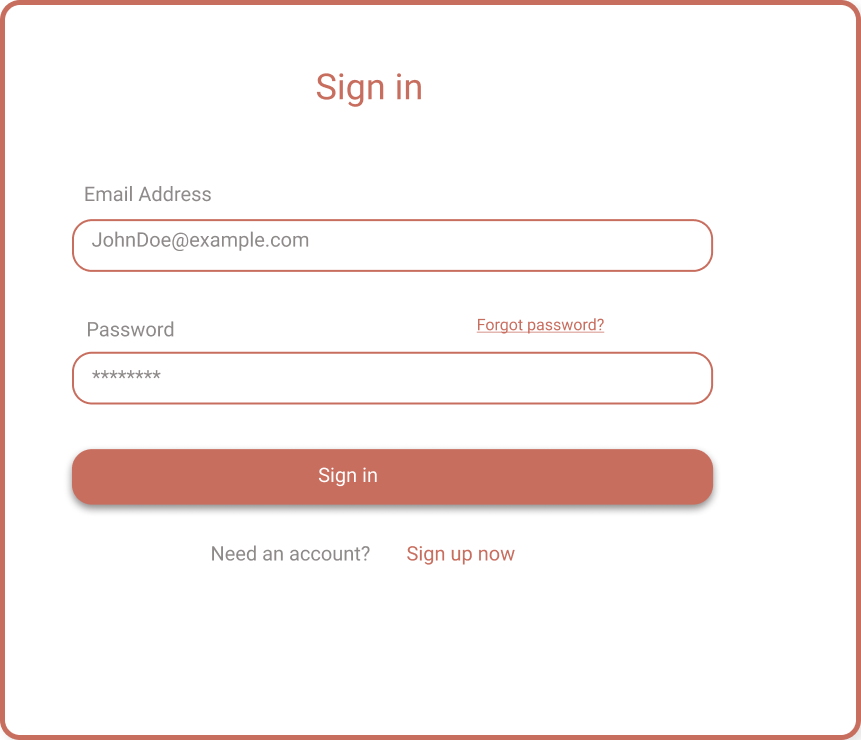 Sign in
Email Address
JohnDoe@example.com
Password Forgot password?
********
Sign in
Need an account? Sign up now